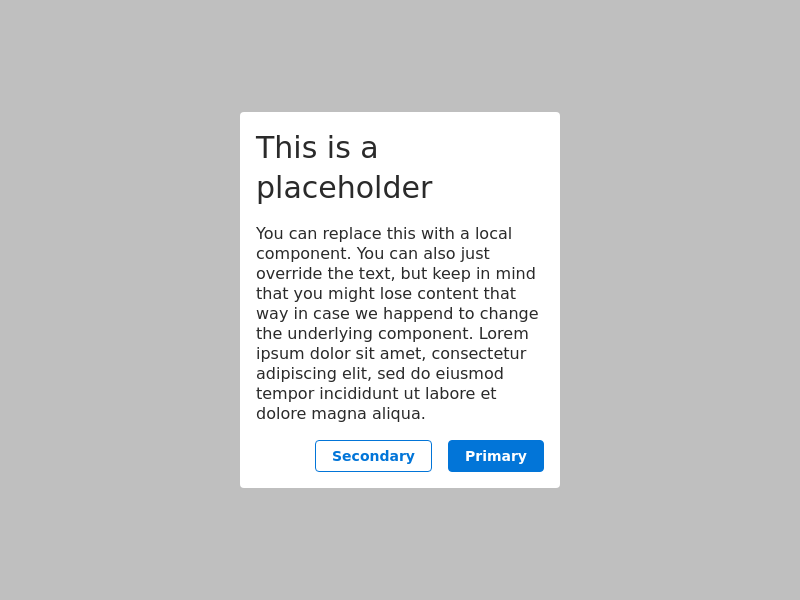 This is a
placeholder
You can replace this with a local
component. You can also just
override the text, but keep in mind
that you might lose content that
way in case we happend to change
the underlying component. Lorem
ipsum dolor sit amet, consectetur
adipiscing elit, sed do eiusmod
tempor incididunt ut labore et
dolore magna aliqua.
Secondary
Primary